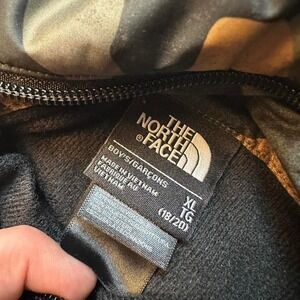 THE
NORTH
FACE
BOYS/GARÇONS
MADE IN VIETNAM
FABRIQUÉ AU
VIETNAM
XL
TG
(18/20)